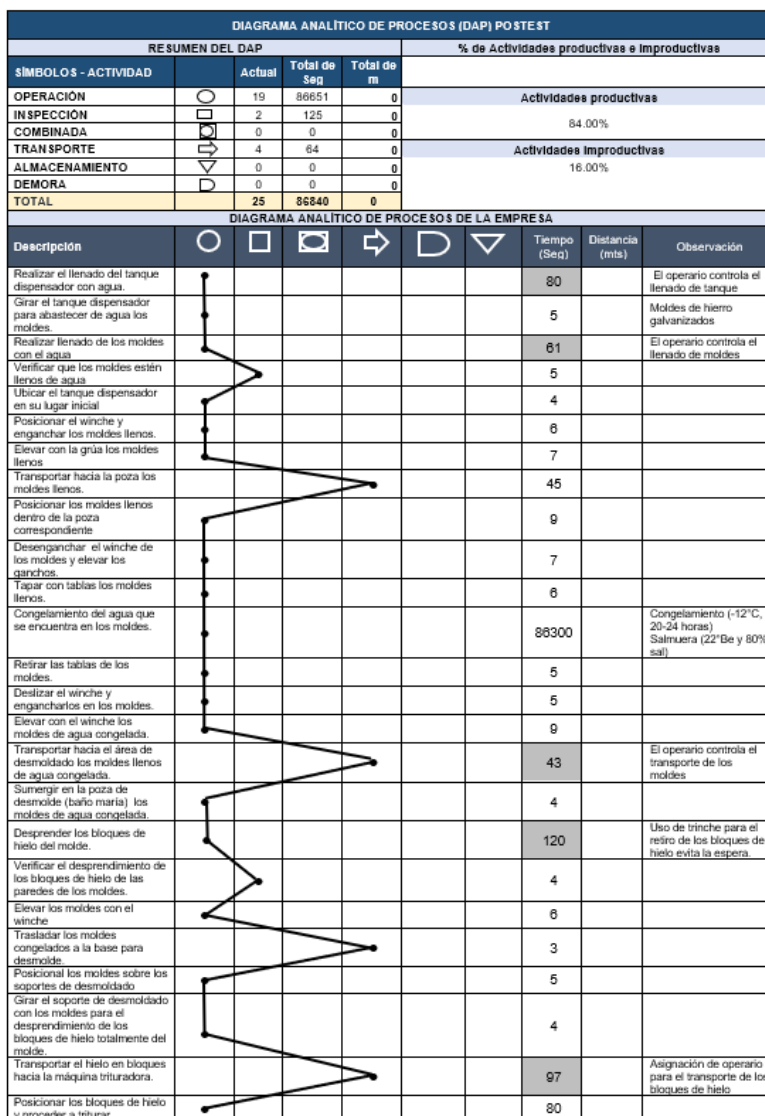 DIAGRAMA ANALÍTICO DE PROCESOS (DAP) POSTEST
RESUMEN DEL DAP
% de Actividades productivas e Improductivas
SÍMBOLOS - ACTIVIDAD Actual Total de Seg Total de m
OPERACIÓN 19 86651 0
INSPECCIÓN 2 125 0
COMBINADA 0 0 0
TRANSPORTE 4 64 0
ALMACENAMIENTO 0 0 0
DEMORA 0 0 0
TOTAL 25 86840 0
Actividades productivas
84.00%
Actividades Improductivas
16.00%
DIAGRAMA ANALÍTICO DE PROCESOS DE LA EMPRESA
Descripción Tiempo (Seg) Distancia (mts) Observación
Realizar el llenado del tanque
dispensador con agua.
80
El operario controla el
llenado de tanque
Girar el tanque dispensador
para abastecer de agua los
moldes.
5
Moldes de hierro
galvanizados
Realizar llenado de los moldes
con el agua
61
El operario controla el
llenado de moldes
Verificar que los moldes estén
llenos de agua
5
Ubicar el tanque dispensador
en su lugar inicial
4
Posicionar el winche y
enganchar los moldes llenos.
6
Elevar con la grúa los moldes
llenos
7
Transportar hacia la poza los
moldes llenos.
45
Posicionar los moldes llenos
dentro de la poza
correspondiente
9
Desenganchar el winche de
los moldes y elevar los
ganchos.
7
Tapar con tablas los moldes
llenos.
6
Congelamiento del agua que
se encuentra en los moldes.
86300
Congelamiento (-12°C,
20-24 horas)
Salmuera (22°Be y 80%
sal)
Retirar las tablas de los
moldes.
5
Deslizar el winche y
engancharlos en los moldes.
5
Elevar con el winche los
moldes de agua congelada.
9
Transportar hacia el área de
desmoldado los moldes llenos
de agua congelada.
43
El operario controla el
transporte de los
moldes
Sumergir en la poza de
desmolde (baño maría) los
moldes de agua congelada.
4
Desprender los bloques de
hielo del molde.
120
Uso de trinche para el
retiro de los bloques de
hielo evita la espera.
Verificar el desprendimiento de
los bloques de hielo de las
paredes de los moldes.
4
Elevar los moldes con el
winche
6
Trasladar los moldes
congelados a la base para
desmolde.
3
Posicional los moldes sobre los
soportes de desmoldado
5
Girar el soporte de desmoldado
con los moldes para el
desprendimiento de los
bloques de hielo totalmente del
molde.
4
Transportar el hielo en bloques
hacia la máquina trituradora.
97
Asignación de operario
para el transporte de los
bloques de hielo
Posicionar los bloques de hielo
y proceder a triturar
80